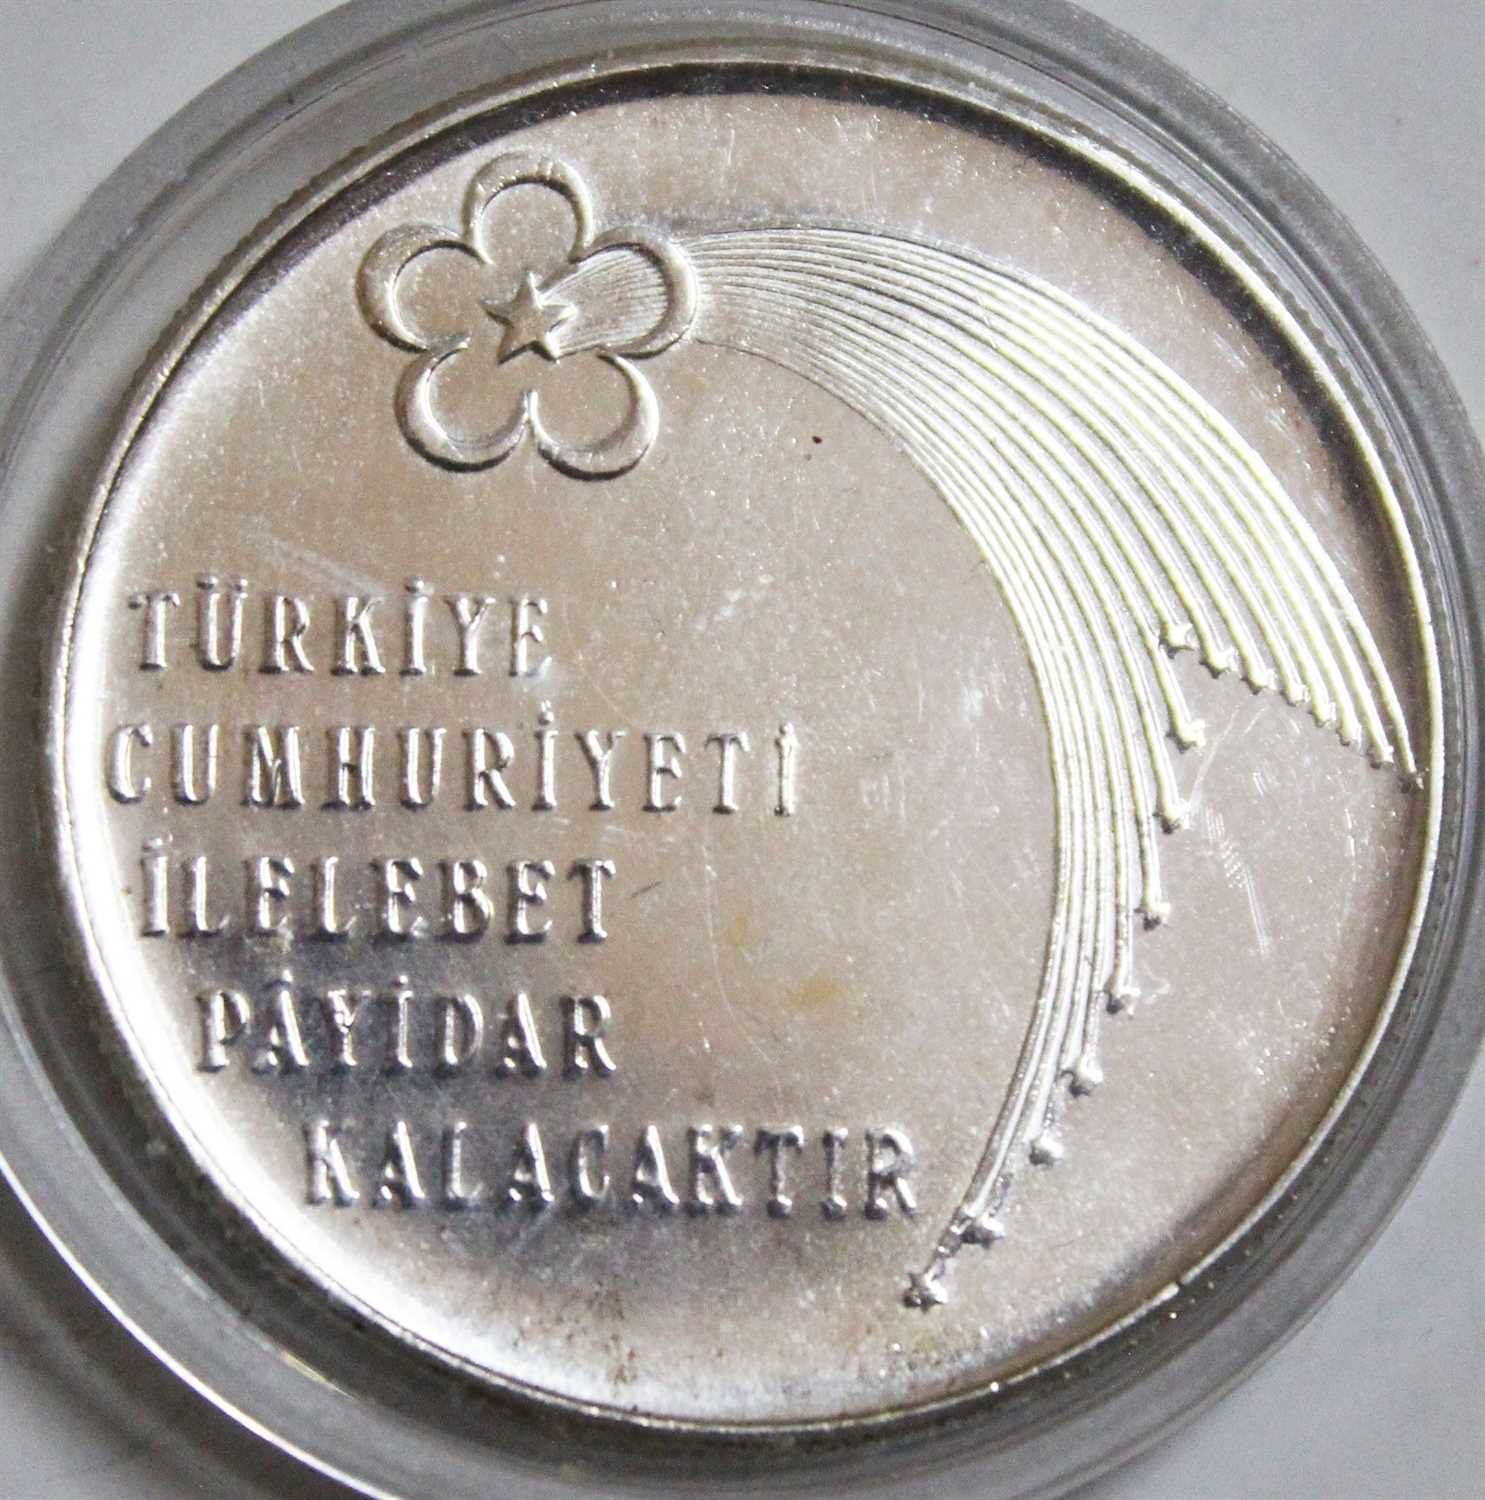 TÜRKİYE
CUMHURİYETİ
İLELEBET
PÂYİDAR
KALACAKTIR